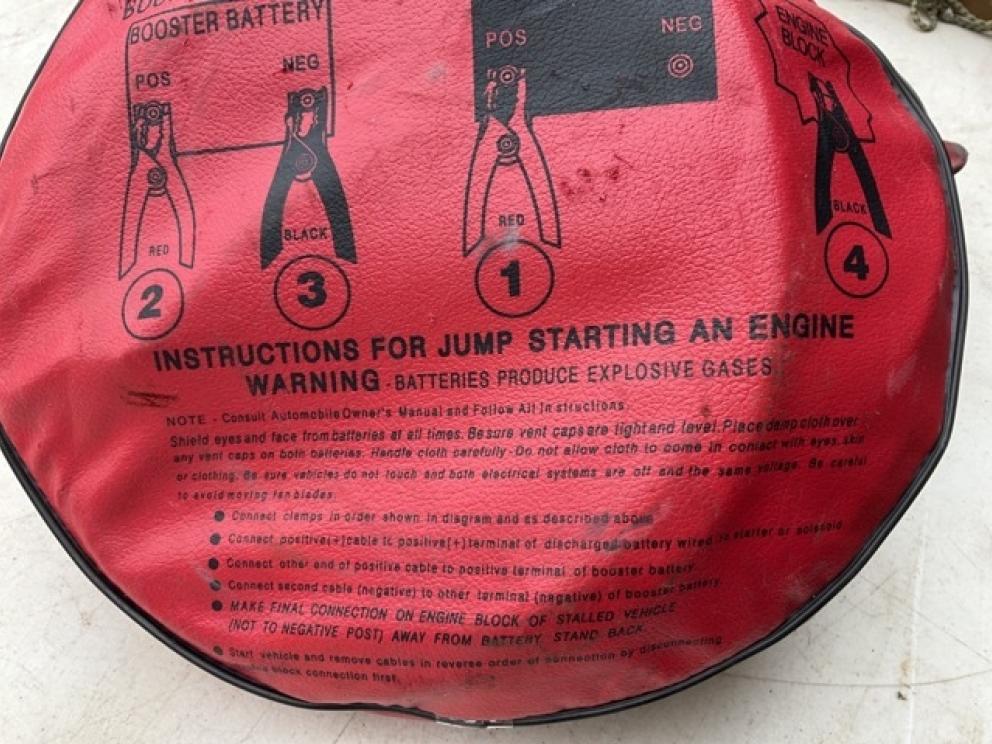 BOOSTER BATTERY
POS
NEG
RED
BLACK
2
3
POS
NEG
RED
1
ENGINE
BLOCK
BLACK
4
INSTRUCTIONS FOR JUMP STARTING AN ENGINE
WARNING - BATTERIES PRODUCE EXPLOSIVE GASES
NOTE - Consult Automobile Owner's Manual and Follow All Instructions.
Shield eyes and face from batteries at all times. Be sure vent caps are tight and level. Place damp cloth over
any vent caps on both batteries. Handle cloth carefully - Do not allow cloth to come in contact with eyes, skin
or clothing. Be sure vehicles do not touch and both electrical systems are off and the same voltage. Be careful
to avoid moving fan blades.
● Connect clamps in order shown in diagram and as described above
● Connect positive(+)cable to positive(+) terminal of discharged battery wired to starter or solenoid
● Connect other end of positive cable to positive terminal of booster battery.
● Connect second cable (negative) to other terminal (negative) of booster battery.
● MAKE FINAL CONNECTION ON ENGINE BLOCK OF STALLED VEHICLE
(NOT TO NEGATIVE POST) AWAY FROM BATTERY STAND BACK.
● Start vehicle and remove cables in reverse order of connection by disconnecting
block connection first.